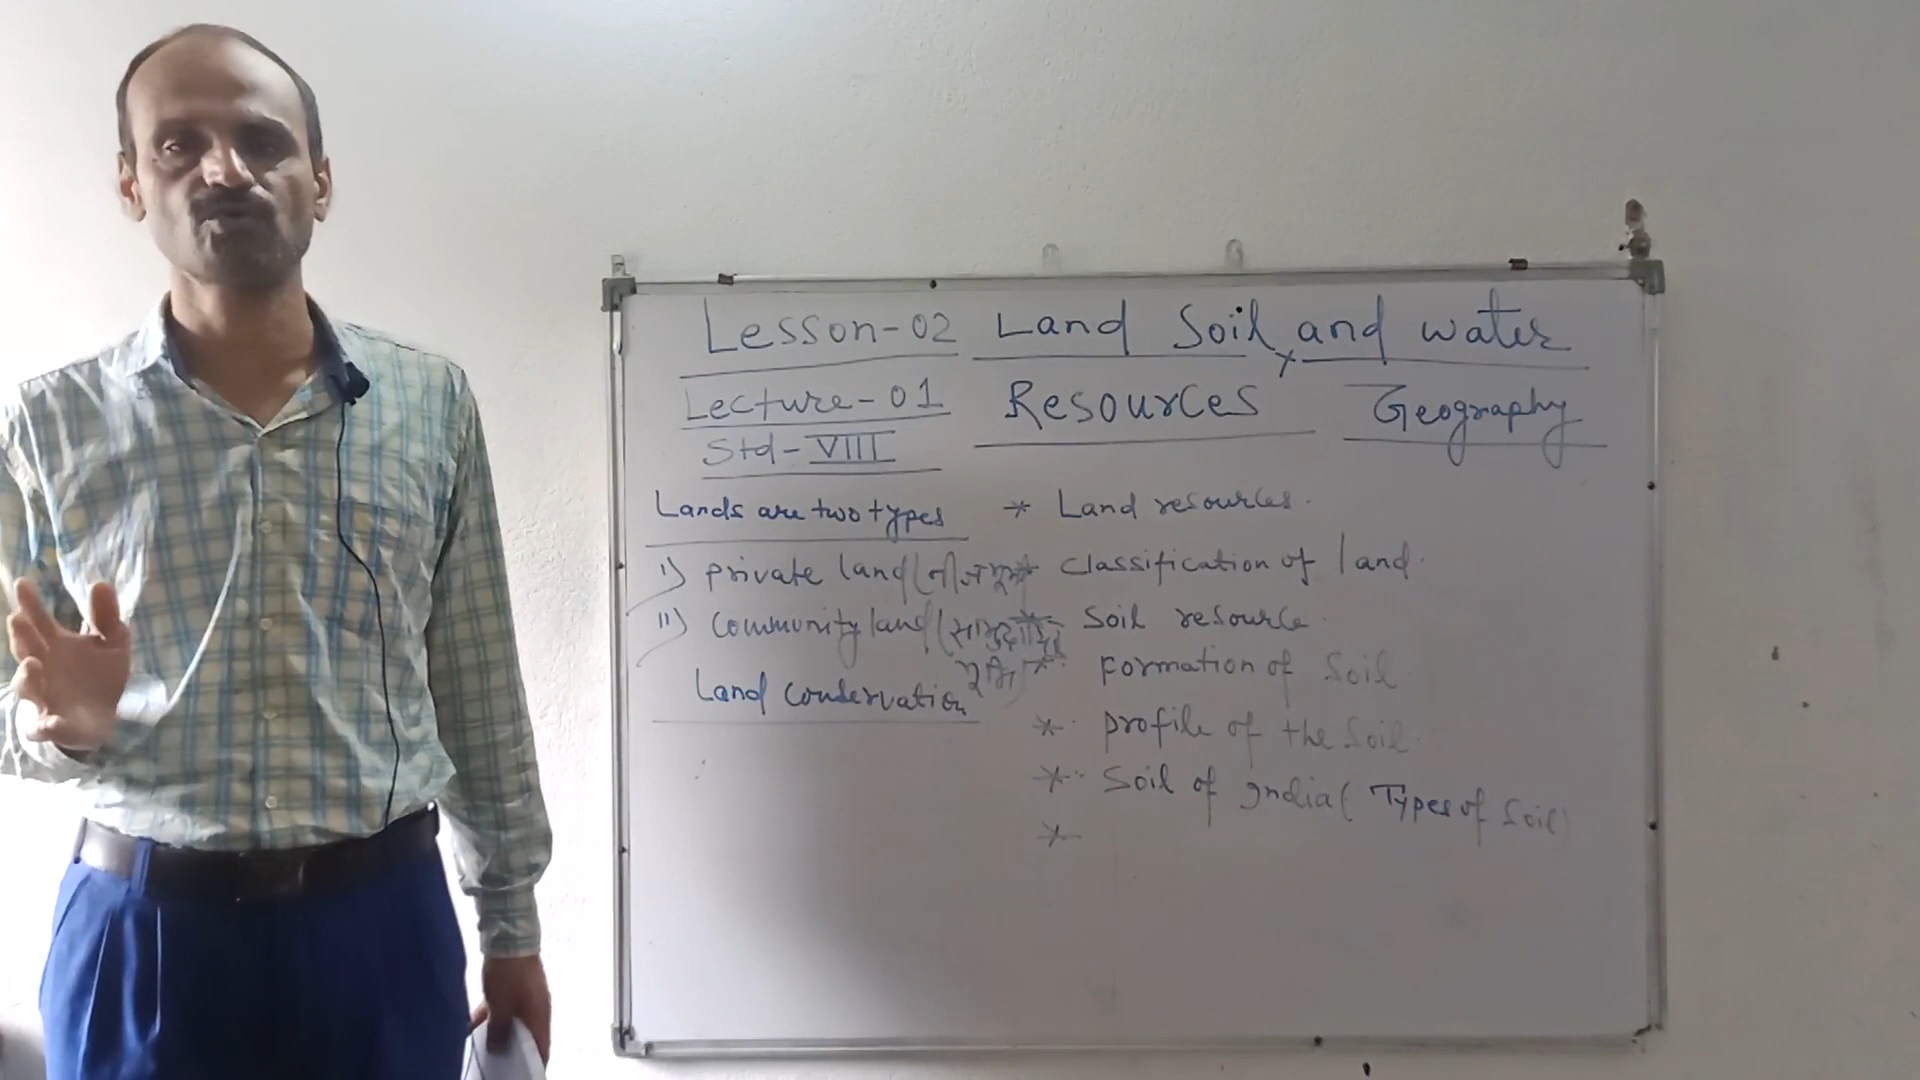 Lesson-02 Land Soil and water
Lecture-01 Resources Geography
Std-VIII
Lands are two types
i) private land (
ii) community land (सामुदायिक
भूमि)
Land conservation
* Land resources.
* Classification of land.
* Soil resource.
* Formation of Soil
* profile of the Soil.
* Soil of India ( Types of Soil)
*